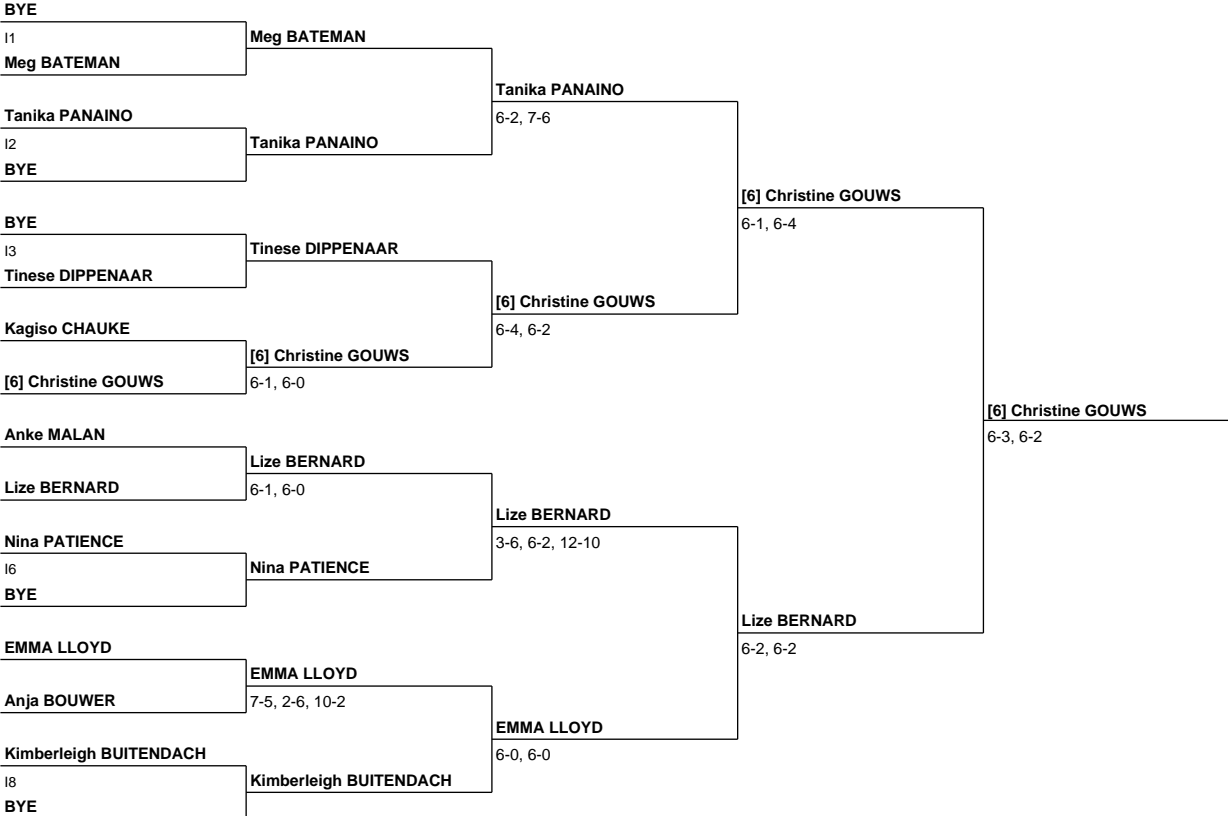 BYE
I1
Meg BATEMAN
Tanika PANAINO
I2
BYE
BYE
I3
Tinese DIPPENAAR
Kagiso CHAUKE
[6] Christine GOUWS
Anke MALAN
Lize BERNARD
Nina PATIENCE
I6
BYE
EMMA LLOYD
Anja BOUWER
Kimberleigh BUITENDACH
I8
BYE
Meg BATEMAN
Tanika PANAINO
Tinese DIPPENAAR
[6] Christine GOUWS
6-1, 6-0
Lize BERNARD
6-1, 6-0
Nina PATIENCE
EMMA LLOYD
7-5, 2-6, 10-2
Kimberleigh BUITENDACH
Tanika PANAINO
6-2, 7-6
[6] Christine GOUWS
6-4, 6-2
Lize BERNARD
3-6, 6-2, 12-10
EMMA LLOYD
6-0, 6-0
[6] Christine GOUWS
6-1, 6-4
Lize BERNARD
6-2, 6-2
[6] Christine GOUWS
6-3, 6-2